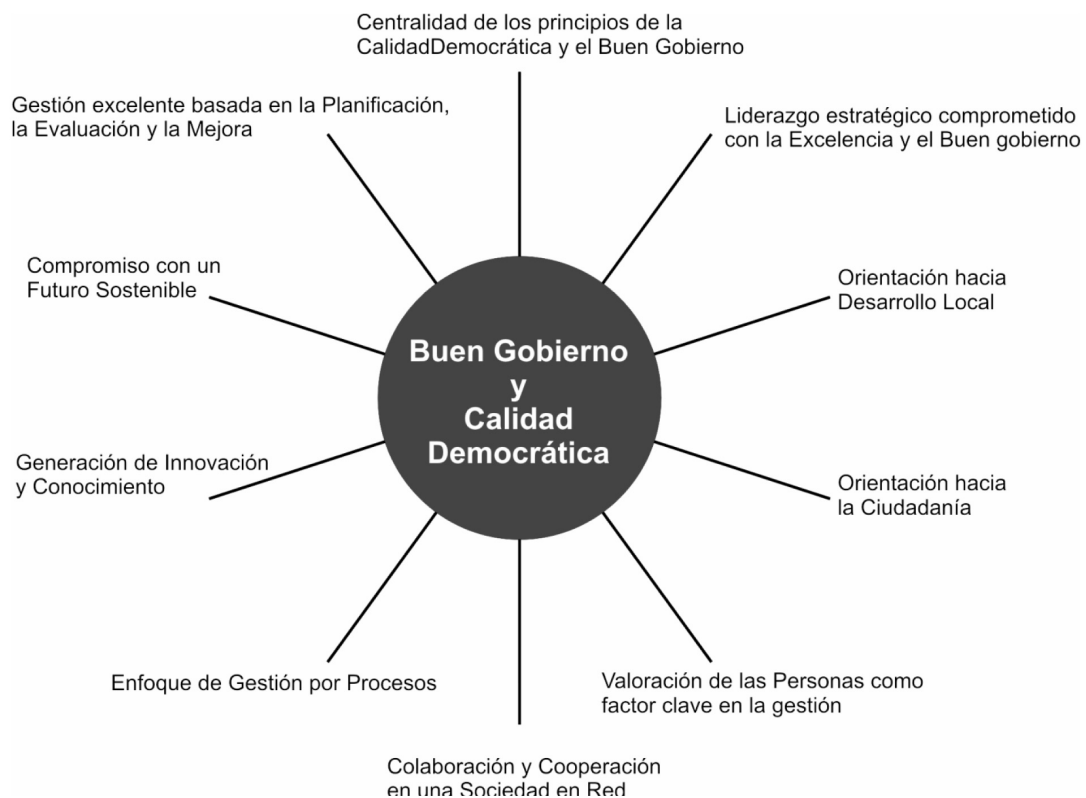 Centralidad de los principios de la
CalidadDemocrática y el Buen Gobierno
Gestión excelente basada en la Planificación,
la Evaluación y la Mejora
Liderazgo estratégico comprometido
con la Excelencia y el Buen gobierno
Compromiso con un
Futuro Sostenible
Orientación hacia
Desarrollo Local
Buen Gobierno
y
Calidad
Democrática
Generación de Innovación
y Conocimiento
Orientación hacia
la Ciudadanía
Enfoque de Gestión por Procesos
Valoración de las Personas como
factor clave en la gestión
Colaboración y Cooperación
en una Sociedad en Red